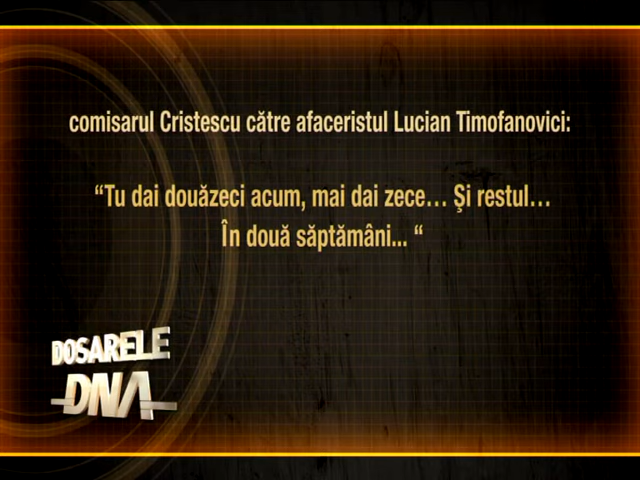 comisarul Cristescu către afaceristul Lucian Timofanovici:
“Tu dai douăzeci acum, mai dai zece… Şi restul…
În două săptămâni... “
DOSARELE
DNA